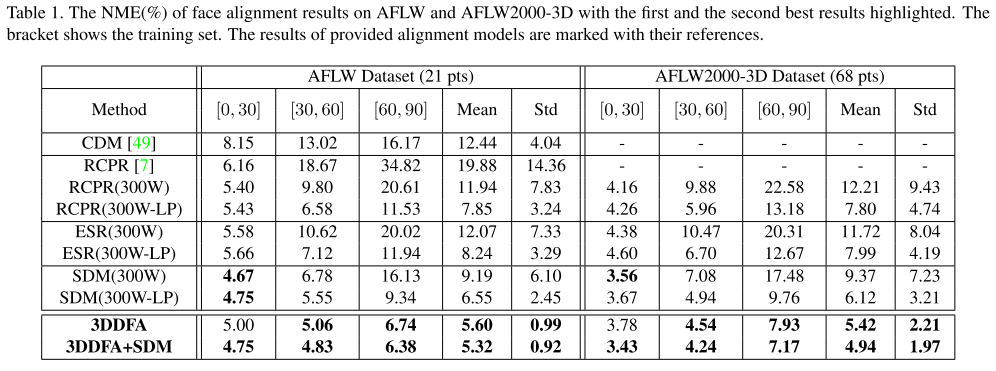 Table 1. The NME(%) of face alignment results on AFLW and AFLW2000-3D with the first and the second best results highlighted. The
bracket shows the training set. The results of provided alignment models are marked with their references.
AFLW Dataset (21 pts) AFLW2000-3D Dataset (68 pts)
Method [0, 30] [30, 60] [60, 90] Mean Std [0, 30] [30, 60] [60, 90] Mean Std
CDM [49] 8.15 13.02 16.17 12.44 4.04 - - - - -
RCPR [7] 6.16 18.67 34.82 19.88 14.36 - - - - -
RCPR(300W) 5.40 9.80 20.61 11.94 7.83 4.16 9.88 22.58 12.21 9.43
RCPR(300W-LP) 5.43 6.58 11.53 7.85 3.24 4.26 5.96 13.18 7.80 4.74
ESR(300W) 5.58 10.62 20.02 12.07 7.33 4.38 10.47 20.31 11.72 8.04
ESR(300W-LP) 5.66 7.12 11.94 8.24 3.29 4.60 6.70 12.67 7.99 4.19
SDM(300W) 4.67 6.78 16.13 9.19 6.10 3.56 7.08 17.48 9.37 7.23
SDM(300W-LP) 4.75 5.55 9.34 6.55 2.45 3.67 4.94 9.76 6.12 3.21
3DDFA 5.00 5.06 6.74 5.60 0.99 3.78 4.54 7.93 5.42 2.21
3DDFA+SDM 4.75 4.83 6.38 5.32 0.92 3.43 4.24 7.17 4.94 1.97